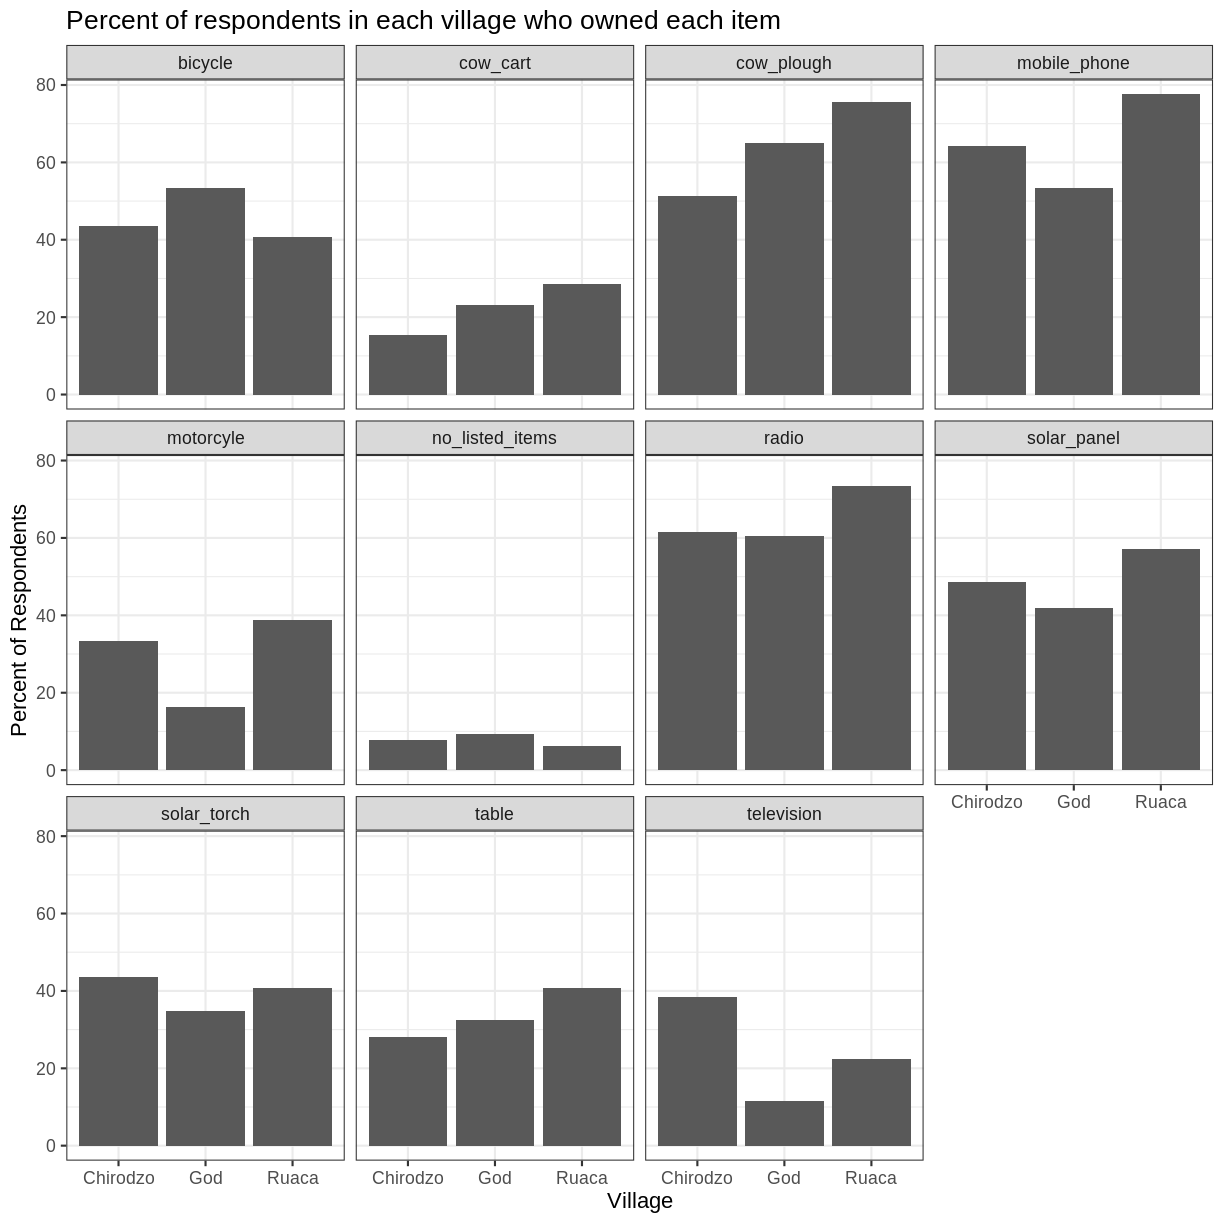 Percent of respondents in each village who owned each item
bicycle
cow_cart
cow_plough
mobile_phone
80
60
40
20
0
motorcyle
no_listed_items
radio
solar_panel
80
60
40
20
0
Chirodzo God Ruaca
solar_torch
table
television
80
60
40
20
0
Chirodzo God Ruaca
Chirodzo God Ruaca
Chirodzo God Ruaca
Village
Percent of Respondents